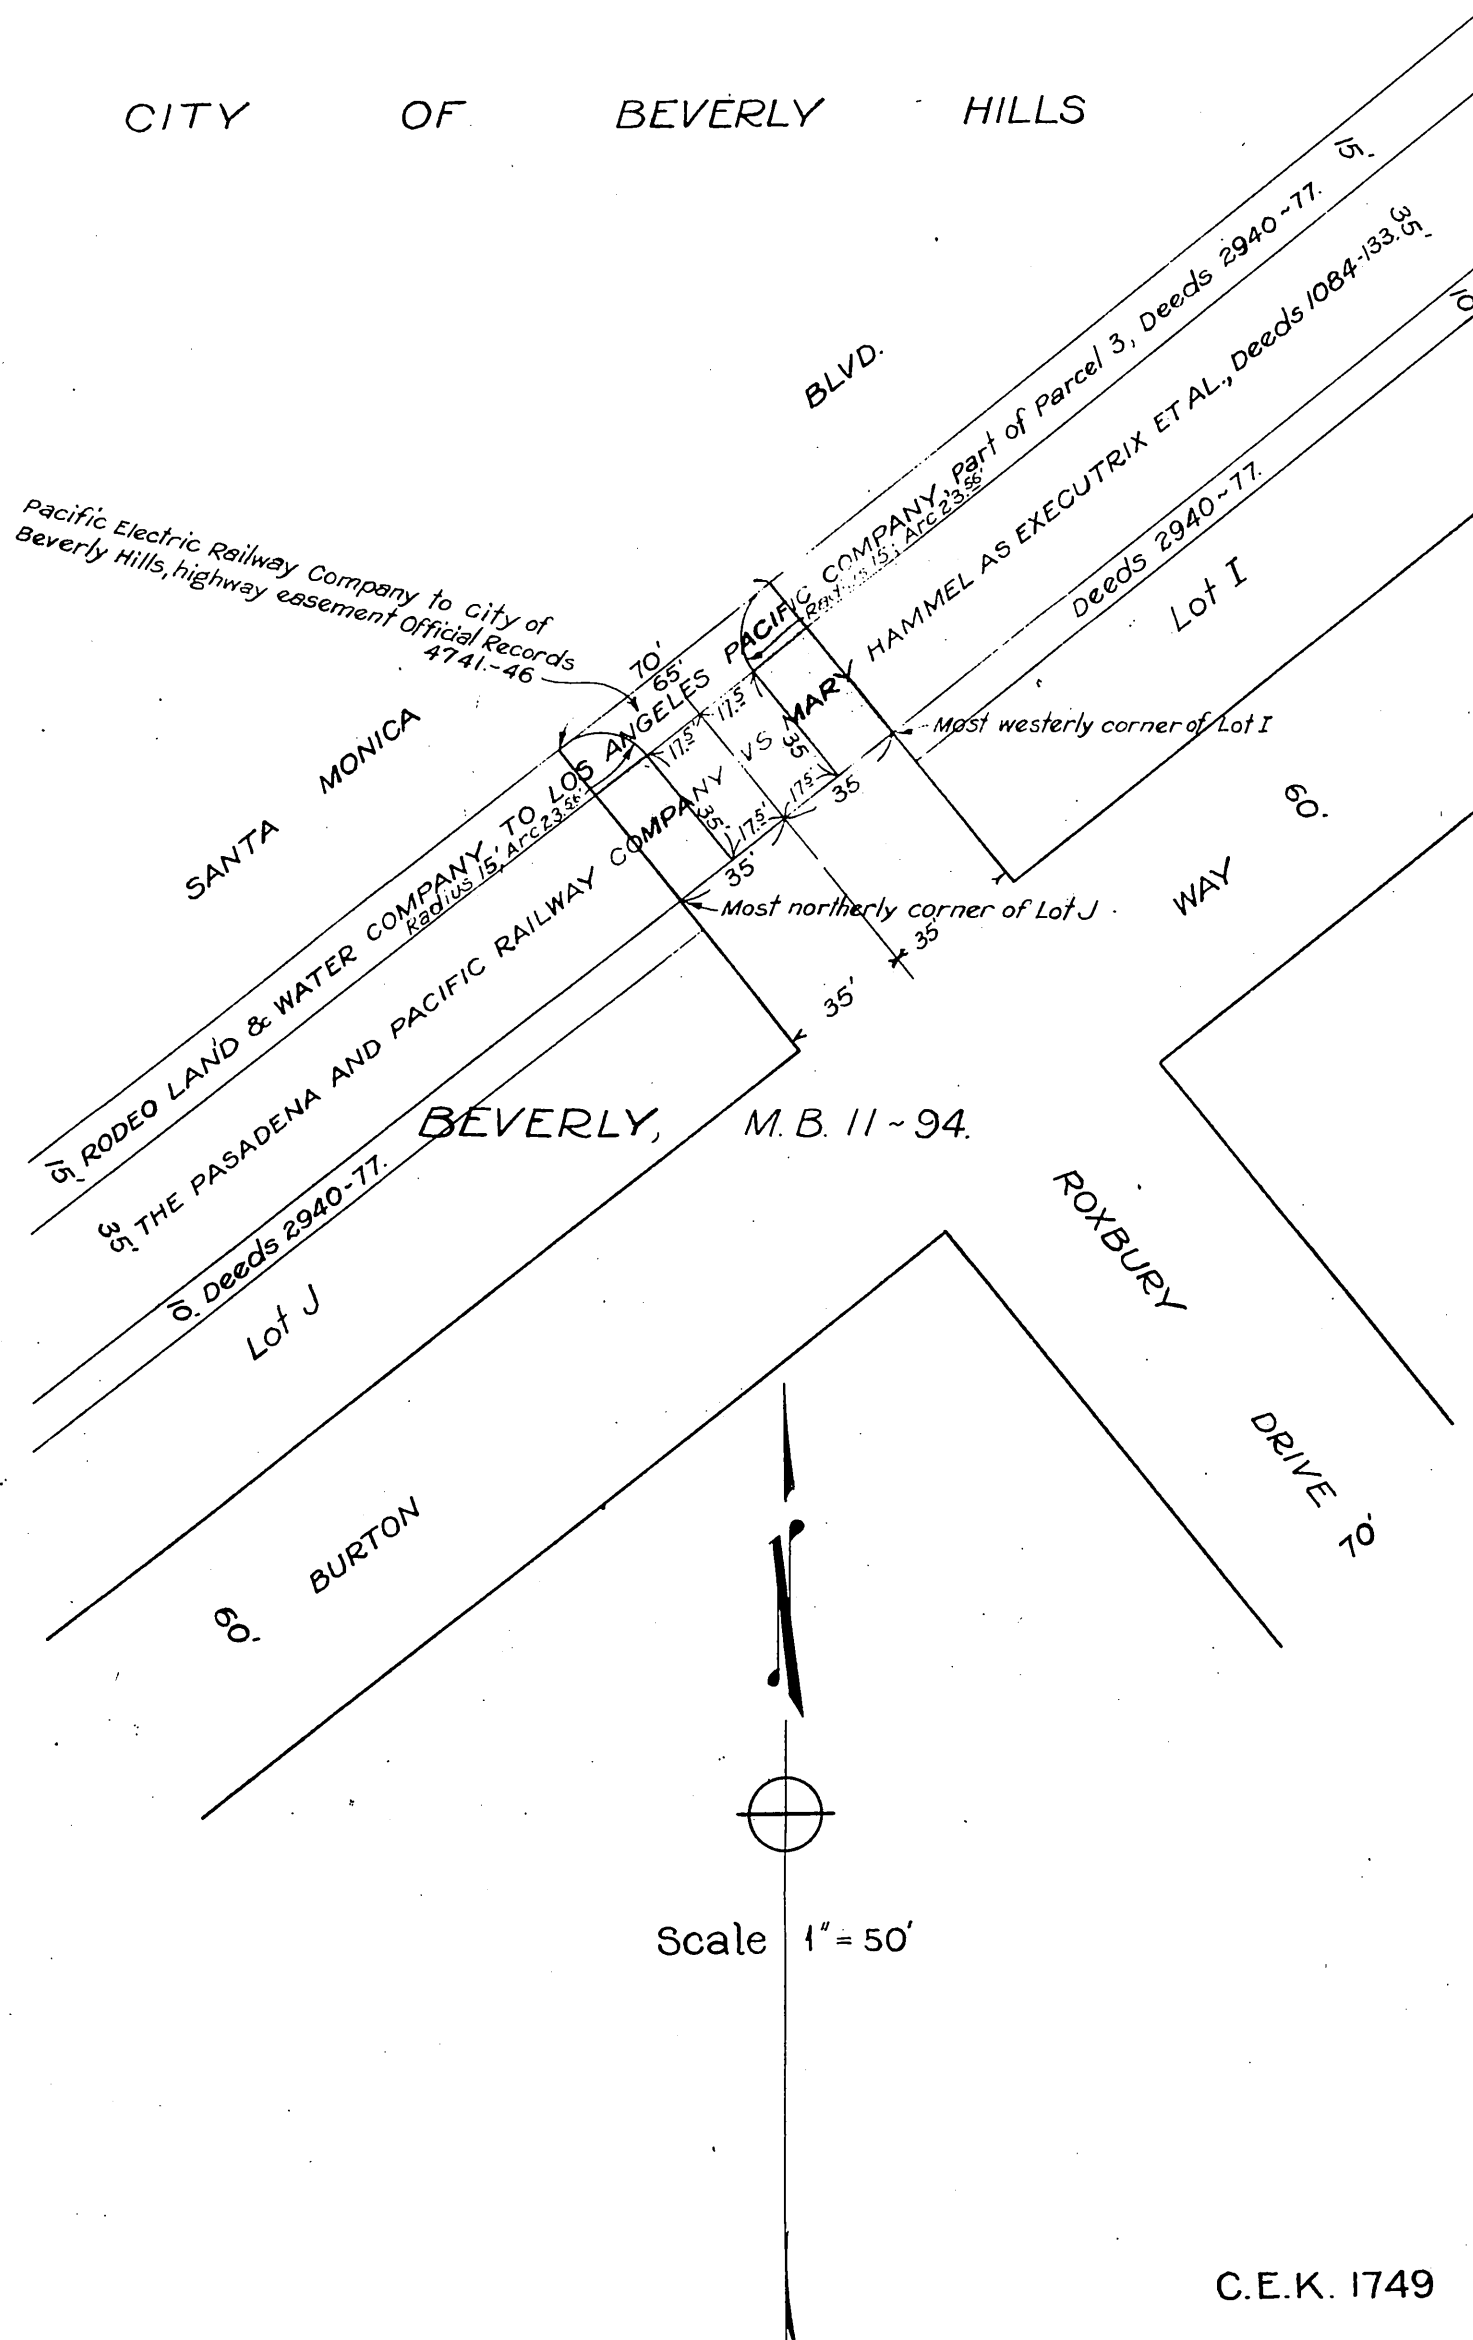 CITY OF BEVERLY HILLS
15'
35'
10'
SANTA MONICA BLVD.
Pacific Electric Railway Company to City of
Beverly Hills, highway easement Official Records
4741-46
15' RODEO LAND & WATER COMPANY, TO LOS ANGELES PACIFIC COMPANY, Part of Parcel 3, Deeds 2940~77.
Radius 15', Arc 23.56'
Radius 15', Arc 23.56'
35' THE PASADENA AND PACIFIC RAILWAY COMPANY VS MARY HAMMEL AS EXECUTRIX ET AL., Deeds 1084-133.
70'
65'
17.5'
17.5'
35'
35'
17.5'
17.5'
35'
35'
Deeds 2940~77.
Lot I
Most westerly corner of Lot I
Most northerly corner of Lot J
60'
WAY
35'
35'
BEVERLY, M.B. 11~94.
10' Deeds 2940-77.
Lot J
ROXBURY
DRIVE 70'
BURTON
60'
N
Scale 1"=50'
C.E.K. 1749